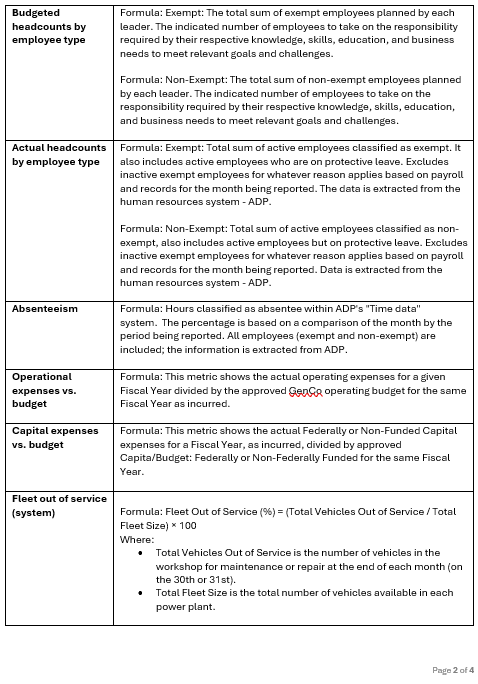 Budgeted
headcounts by
employee type
Formula: Exempt: The total sum of exempt employees planned by each
leader. The indicated number of employees to take on the responsibility
required by their respective knowledge, skills, education, and business
needs to meet relevant goals and challenges.
Formula: Non-Exempt: The total sum of non-exempt employees planned
by each leader. The indicated number of employees to take on the
responsibility required by their respective knowledge, skills, education,
and business needs to meet relevant goals and challenges.
Actual headcounts
by employee type
Formula: Exempt: Total sum of active employees classified as exempt. It
also includes active employees who are on protective leave. Excludes
inactive exempt employees for whatever reason applies based on payroll
and records for the month being reported. The data is extracted from the
human resources system - ADP.
Formula: Non-Exempt: Total sum of active employees classified as non-
exempt, also includes active employees but on protective leave. Excludes
inactive exempt employees for whatever reason applies based on payroll
and records for the month being reported. Data is extracted from the
human resources system - ADP.
Absenteeism
Formula: Hours classified as absentee within ADP's "Time data"
system. The percentage is based on a comparison of the month by the
period being reported. All employees (exempt and non-exempt) are
included; the information is extracted from ADP.
Operational
expenses vs.
budget
Formula: This metric shows the actual operating expenses for a given
Fiscal Year divided by the approved GenCo operating budget for the same
Fiscal Year as incurred.
Capital expenses
vs. budget
Formula: This metric shows the actual Federally or Non-Funded Capital
expenses for a Fiscal Year, as incurred, divided by approved
Capita/Budget: Federally or Non-Federally Funded for the same Fiscal
Year.
Fleet out of service
(system)
Formula: Fleet Out of Service (%) = (Total Vehicles Out of Service / Total
Fleet Size) × 100
Where:
• Total Vehicles Out of Service is the number of vehicles in the
workshop for maintenance or repair at the end of each month (on
the 30th or 31st).
• Total Fleet Size is the total number of vehicles available in each
power plant.
Page 2 of 4